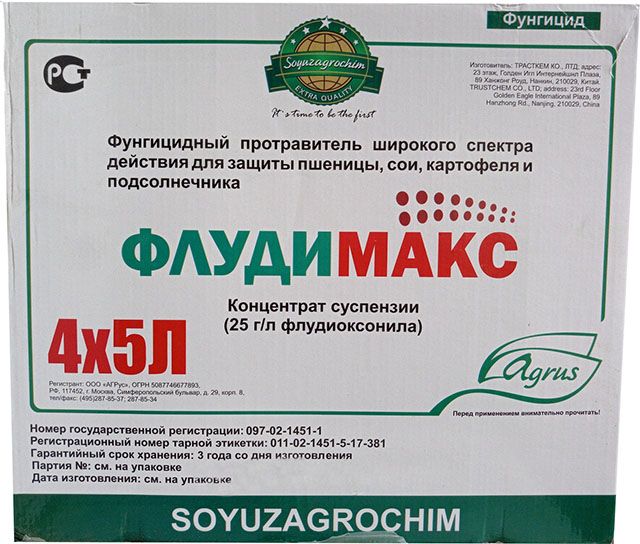 Фунгицид
РСТ
Soyuzagrochim
EXTRA QUALITY
It's time to be the first
Изготовитель: ТРАСТКЕМ КО., ЛТД; адрес:
23 этаж, Голден Игл Интернейшнл Плаза,
89 Ханжонг Роуд, Нанкин, 210029, Китай.
TRUSTCHEM CO., LTD; address: 23rd Floor
Golden Eagle International Plaza, 89
Hanzhong Rd., Nanjing, 210029, China
Фунгицидный протравитель широкого спектра
действия для защиты пшеницы, сои, картофеля и
подсолнечника
ФЛУДИМАКС
Концентрат суспензии
(25 г/л флудиоксонила)
4x5Л
Agrus
Регистрант: ООО «АГРус», ОГРН 5087746677893,
РФ, 117452, г. Москва, Симферопольский бульвар, д. 29, корп. 8,
тел/факс: (495)287-85-37; 287-85-34
Перед применением внимательно прочитать!
Номер государственной регистрации: 097-02-1451-1
Регистрационный номер тарной этикетки: 011-02-1451-5-17-381
Гарантийный срок хранения: 3 года со дня изготовления
Партия №: см. на упаковке
Дата изготовления: см. на упаковке
SOYUZAGROCHIM